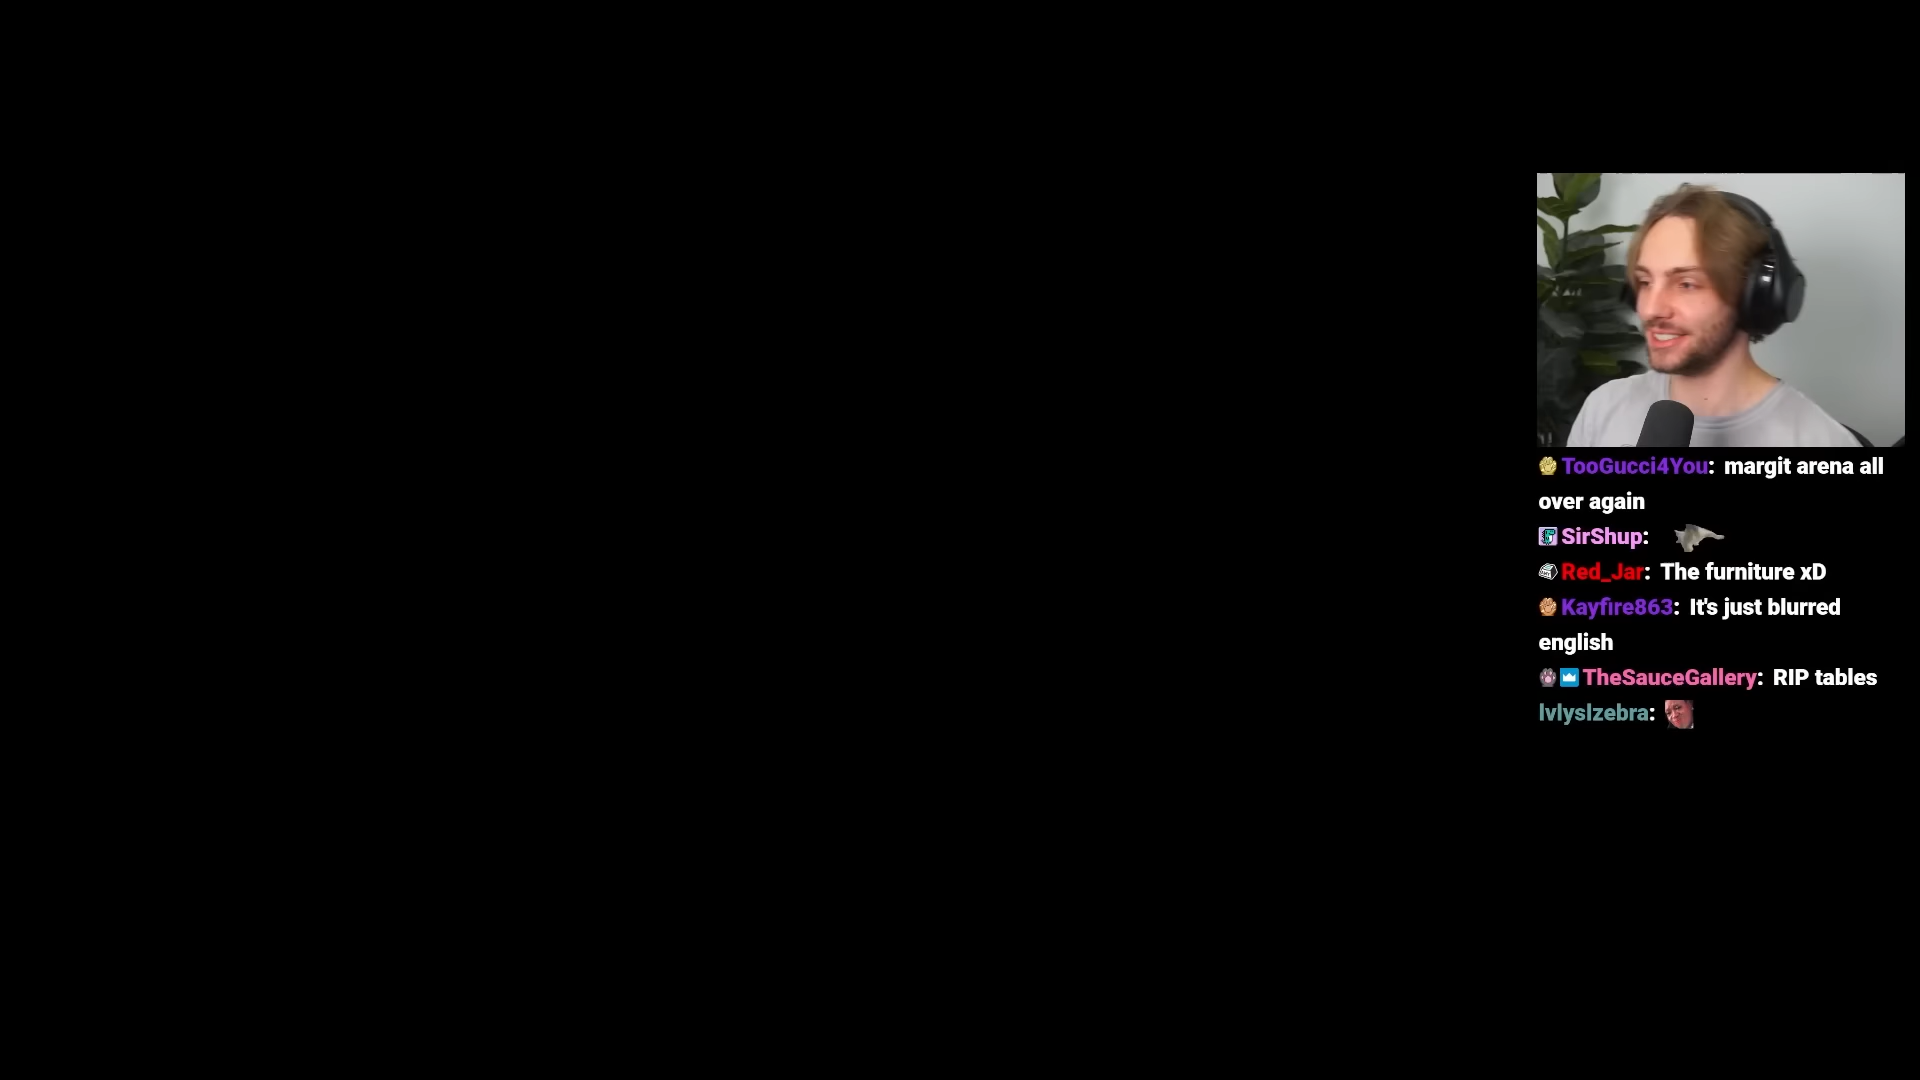 TooGucci4You: margit arena all
over again
SirShup:
Red_Jar: The furniture xD
Kayfire863: It's just blurred
english
TheSauceGallery: RIP tables
lvlyslzebra: